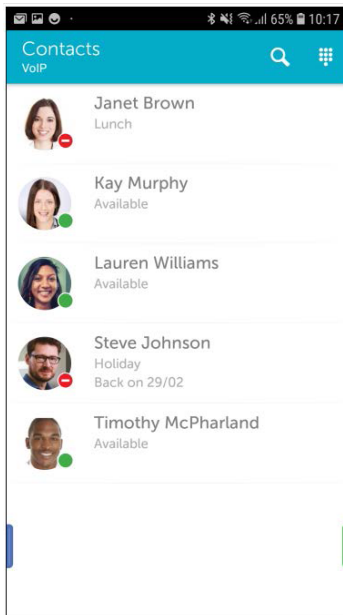 65% 10:17
Contacts
VoIP
Janet Brown
Lunch
Kay Murphy
Available
Lauren Williams
Available
Steve Johnson
Holiday
Back on 29/02
Timothy McPharland
Available